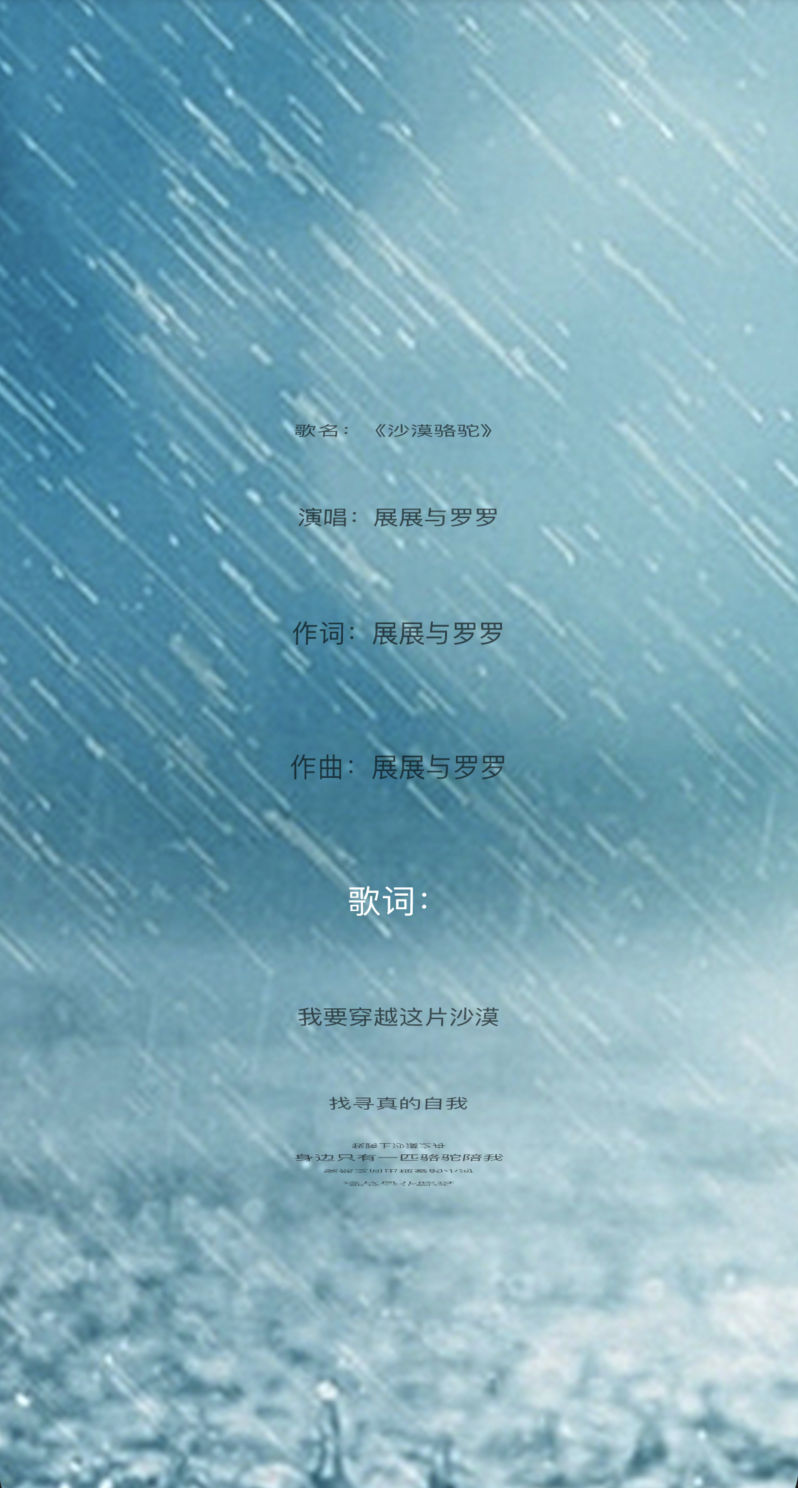 歌名：《沙漠骆驼》
演唱：展展与罗罗
作词：展展与罗罗
作曲：展展与罗罗
歌词：
我要穿越这片沙漠
找寻真的自我
身边只有一匹骆驼陪我